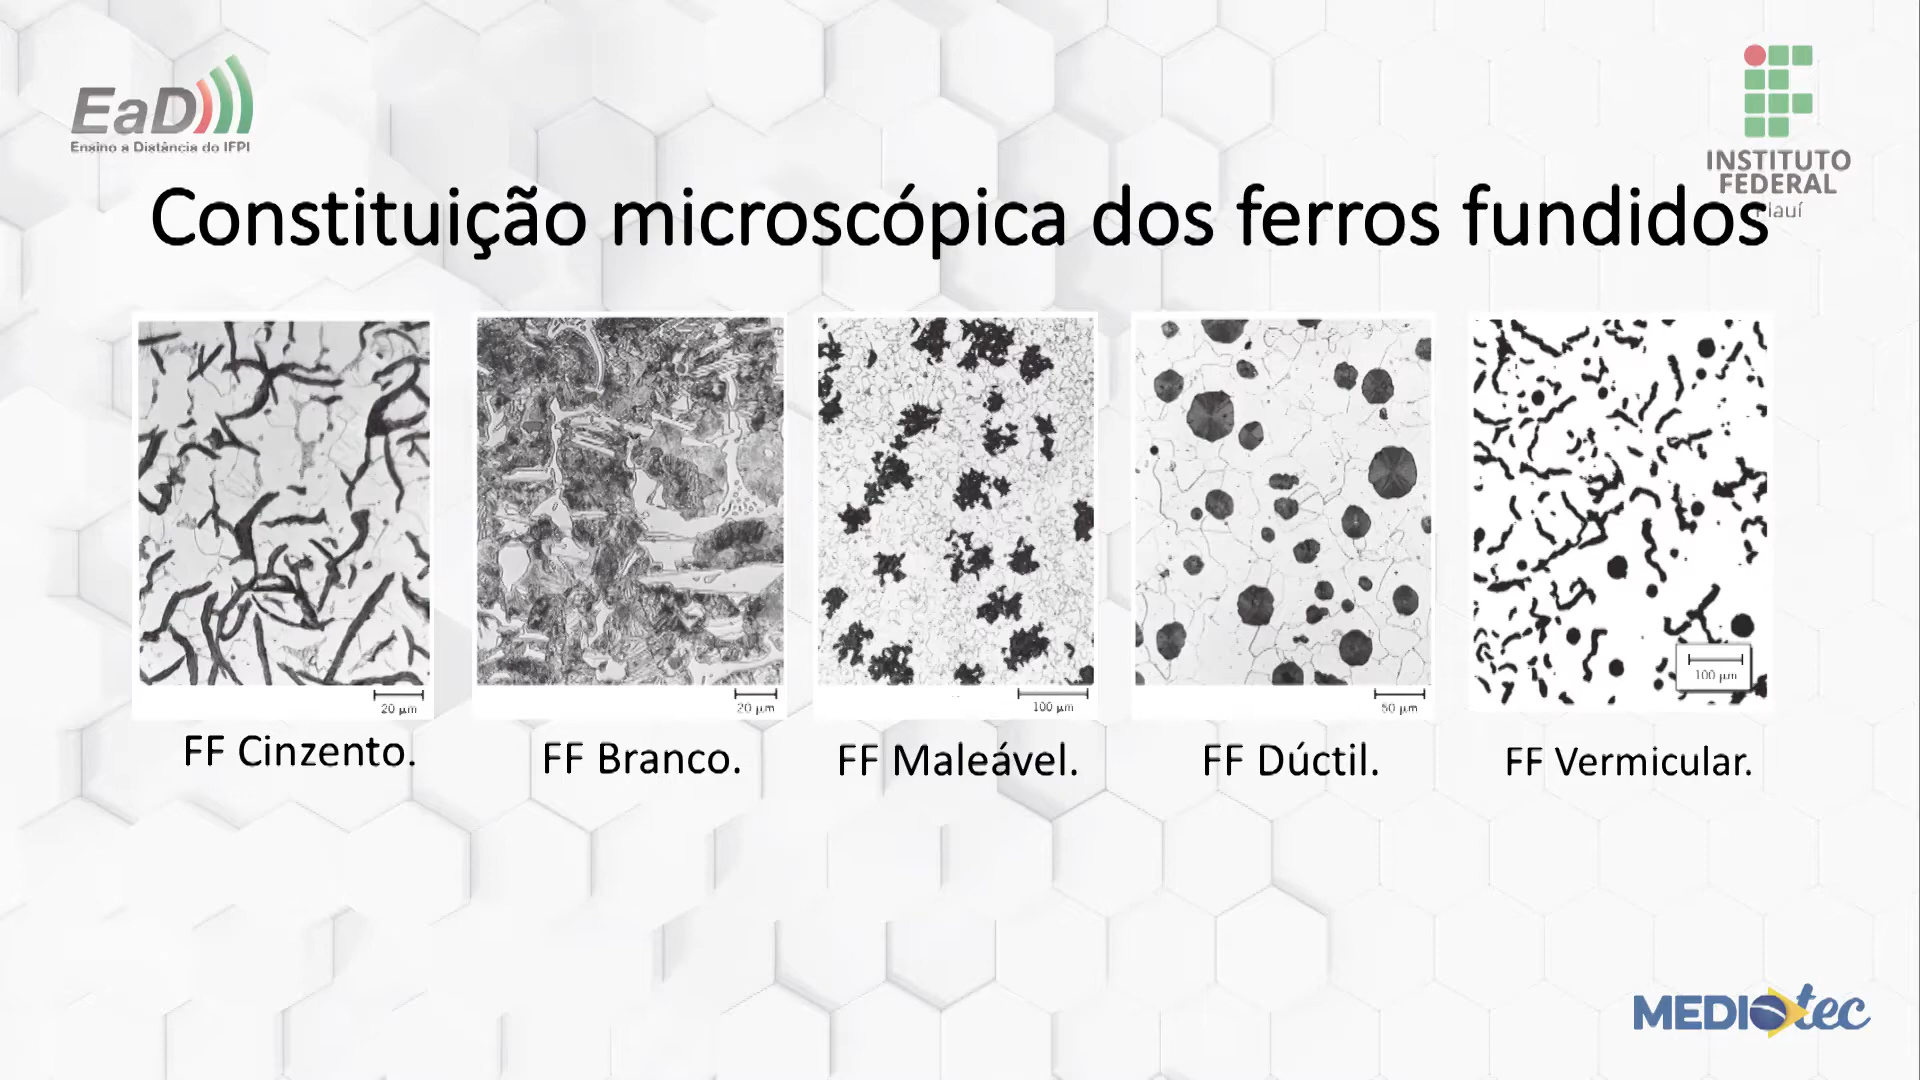 EaD
Ensino a Distância do IFPI
INSTITUTO
FEDERAL
Piauí
Constituição microscópica dos ferros fundidos
20 µm
20 µm
100 µm
50 µm
100 µm
FF Cinzento.
FF Branco.
FF Maleável.
FF Dúctil.
FF Vermicular.
MEDIOtec